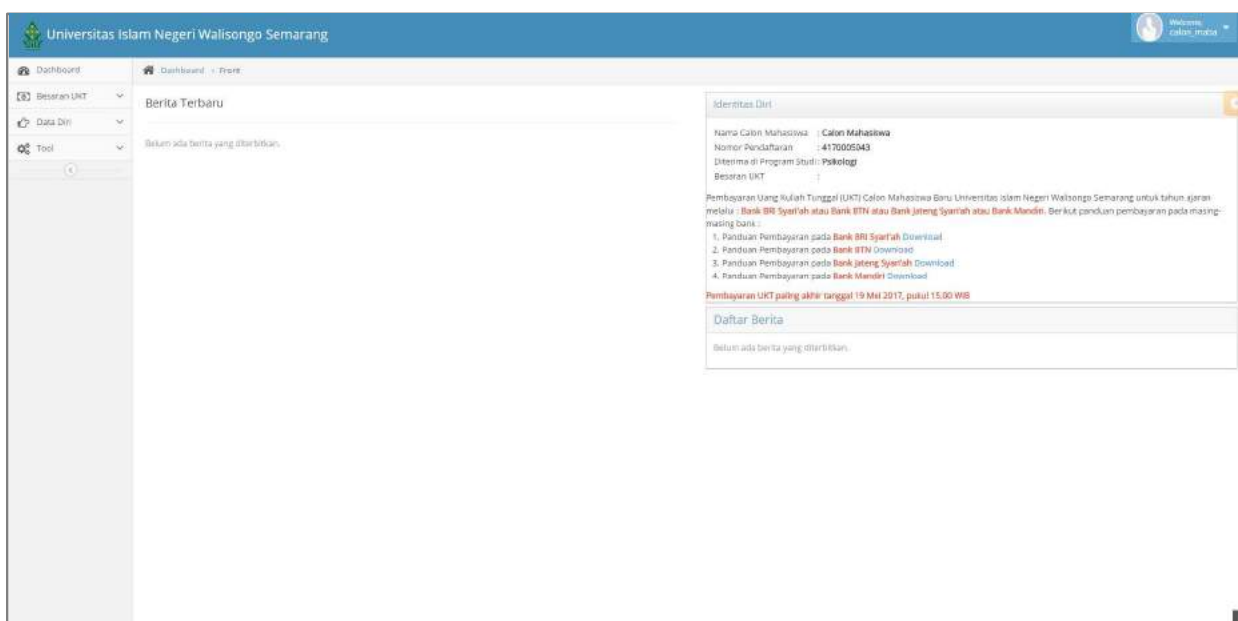 Universitas Islam Negeri Walisongo Semarang
Welcome,
calon_maba
Dashboard
Besaran UKT
Data Diri
Tool
Dashboard > Front
Berita Terbaru
Belum ada berita yang diterbitkan.
Identitas Diri
Nama Calon Mahasiswa : Calon Mahasiswa
Nomor Pendaftaran : 4170005043
Diterima di Program Studi : Psikologi
Besaran UKT :
Pembayaran Uang Kuliah Tunggal (UKT) Calon Mahasiswa Baru Universitas Islam Negeri Walisongo Semarang untuk tahun ajaran
melalui : Bank BRI Syari'ah atau Bank BTN atau Bank Jateng Syari'ah atau Bank Mandiri. Berikut panduan pembayaran pada masing-
masing bank :
1. Panduan Pembayaran pada Bank BRI Syari'ah Download
2. Panduan Pembayaran pada Bank BTN Download
3. Panduan Pembayaran pada Bank Jateng Syari'ah Download
4. Panduan Pembayaran pada Bank Mandiri Download
Pembayaran UKT paling akhir tanggal 19 Mei 2017, pukul 15.00 WIB
Daftar Berita
Belum ada berita yang diterbitkan.